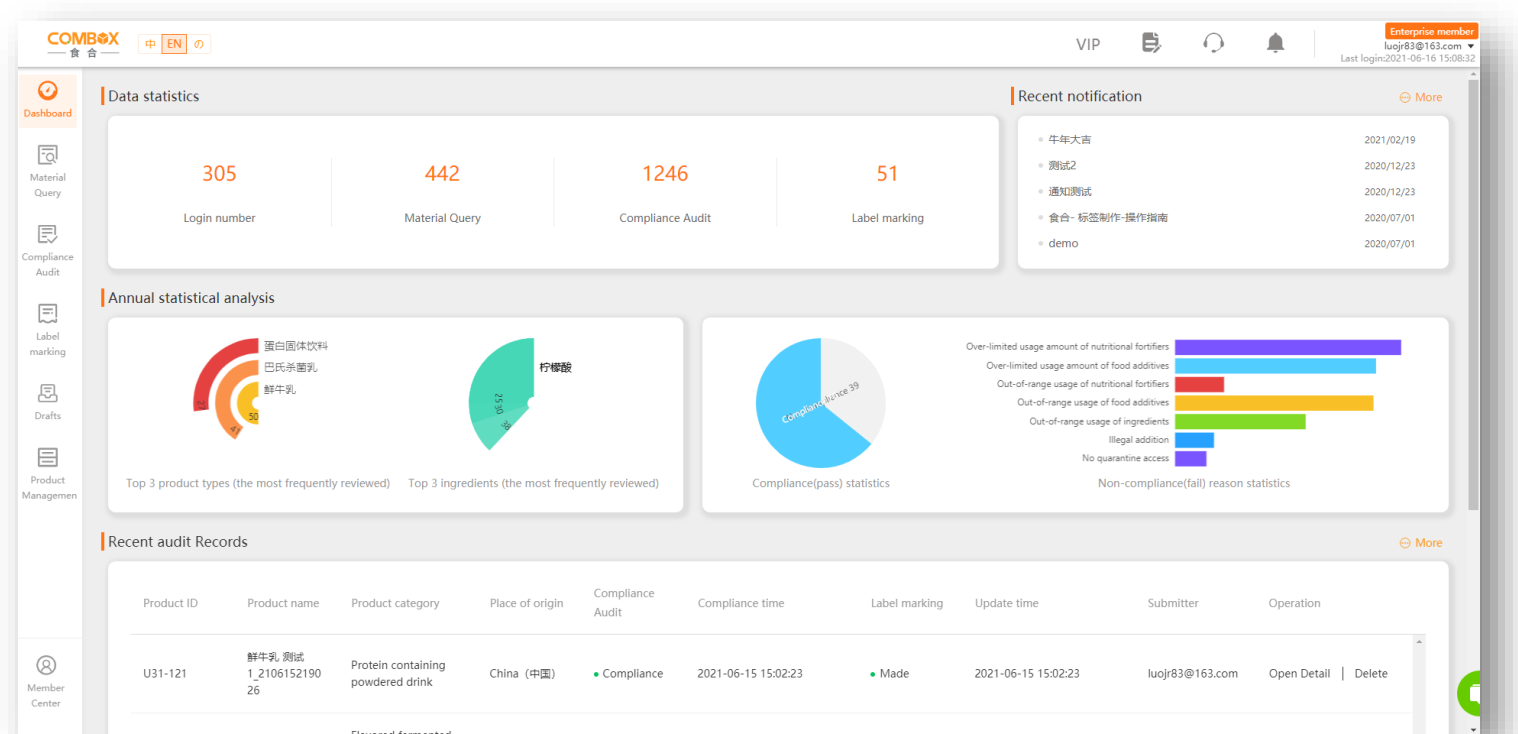 COMBOX
食 合
中 EN の
VIP
Enterprise member
luojr83@163.com
Last login:2021-06-16 15:08:32
Dashboard
Material
Query
Compliance
Audit
Label
marking
Drafts
Product
Managemen
Member
Center
Data statistics
305
Login number
442
Material Query
1246
Compliance Audit
51
Label marking
Recent notification
More
牛年大吉 2021/02/19
测试2 2020/12/23
通知测试 2020/12/23
食合- 标签制作-操作指南 2020/07/01
demo 2020/07/01
Annual statistical analysis
蛋白固体饮料
巴氏杀菌乳
鲜牛乳
41
50
Top 3 product types (the most frequently reviewed)
柠檬酸
38
Top 3 ingredients (the most frequently reviewed)
39
Compliance(pass) statistics
Over-limited usage amount of nutritional fortifiers
Over-limited usage amount of food additives
Out-of-range usage of nutritional fortifiers
Out-of-range usage of food additives
Out-of-range usage of ingredients
Illegal addition
No quarantine access
Non-compliance(fail) reason statistics
Recent audit Records
More
Product ID Product name Product category Place of origin Compliance Audit Compliance time Label marking Update time Submitter Operation
U31-121
鲜牛乳 测试
1_2106152190
26
Protein containing
powdered drink
China（中国）
Compliance
2021-06-15 15:02:23
Made
2021-06-15 15:02:23
luojr83@163.com
Open Detail | Delete